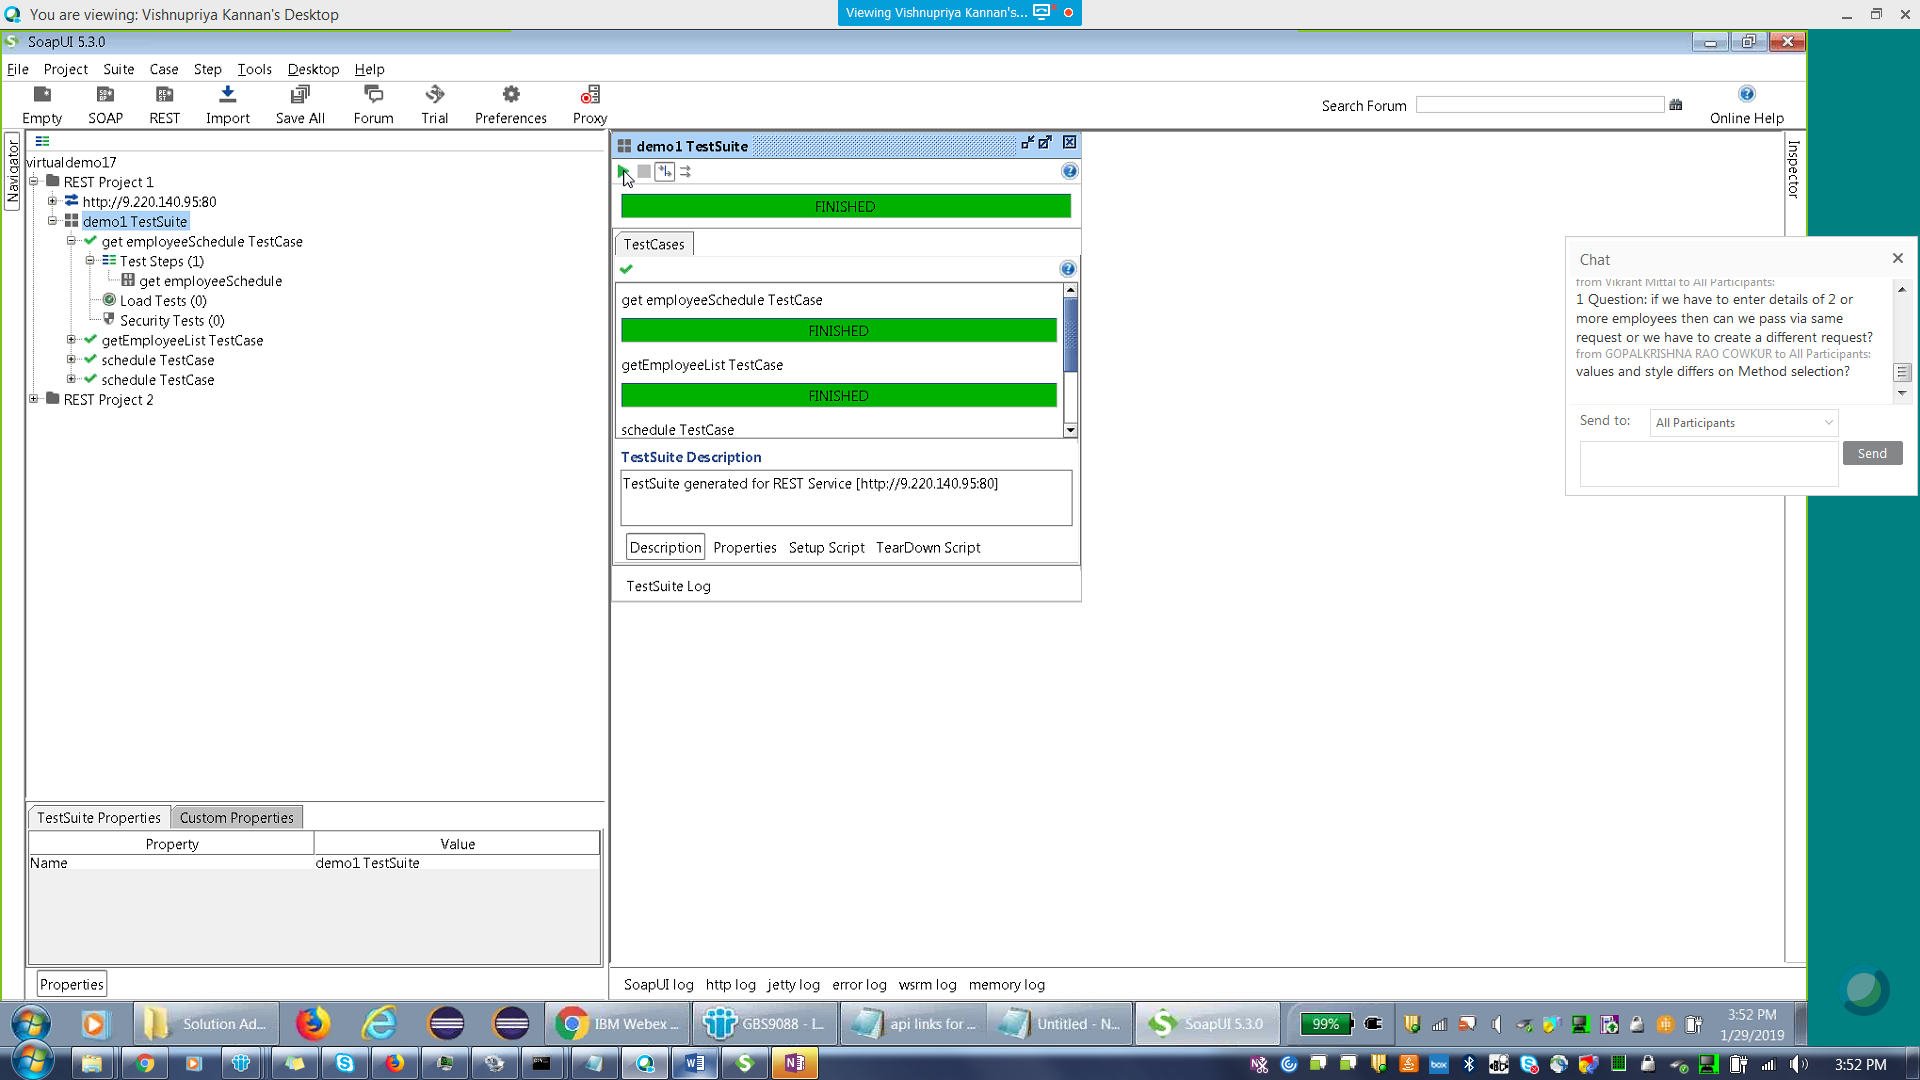 You are viewing: Vishnupriya Kannan's Desktop
Viewing Vishnupriya Kannan's...
SoapUI 5.3.0
File Project Suite Case Step Tools Desktop Help
Empty SOAP REST Import Save All Forum Trial Preferences Proxy
Search Forum
Online Help
Navigator
virtualdemo17
REST Project 1
http://9.220.140.95:80
demo1 TestSuite
get employeeSchedule TestCase
Test Steps (1)
get employeeSchedule
Load Tests (0)
Security Tests (0)
getEmployeeList TestCase
schedule TestCase
schedule TestCase
REST Project 2
demo1 TestSuite
FINISHED
TestCases
get employeeSchedule TestCase
FINISHED
getEmployeeList TestCase
FINISHED
schedule TestCase
TestSuite Description
TestSuite generated for REST Service [http://9.220.140.95:80]
Description Properties Setup Script TearDown Script
TestSuite Log
Inspector
Chat
from Vikrant Mittal to All Participants:
1 Question: if we have to enter details of 2 or
more employees then can we pass via same
request or we have to create a different request?
from GOPALKRISHNA RAO COWKUR to All Participants:
values and style differs on Method selection?
Send to: All Participants
Send
TestSuite Properties Custom Properties
Property Value
Name demo1 TestSuite
Properties
SoapUI log http log jetty log error log wsrm log memory log
Solution Ad... IBM Webex ... GBS9088 - I... api links for ... Untitled - N... SoapUI 5.3.0 99%
3:52 PM
1/29/2019
3:52 PM